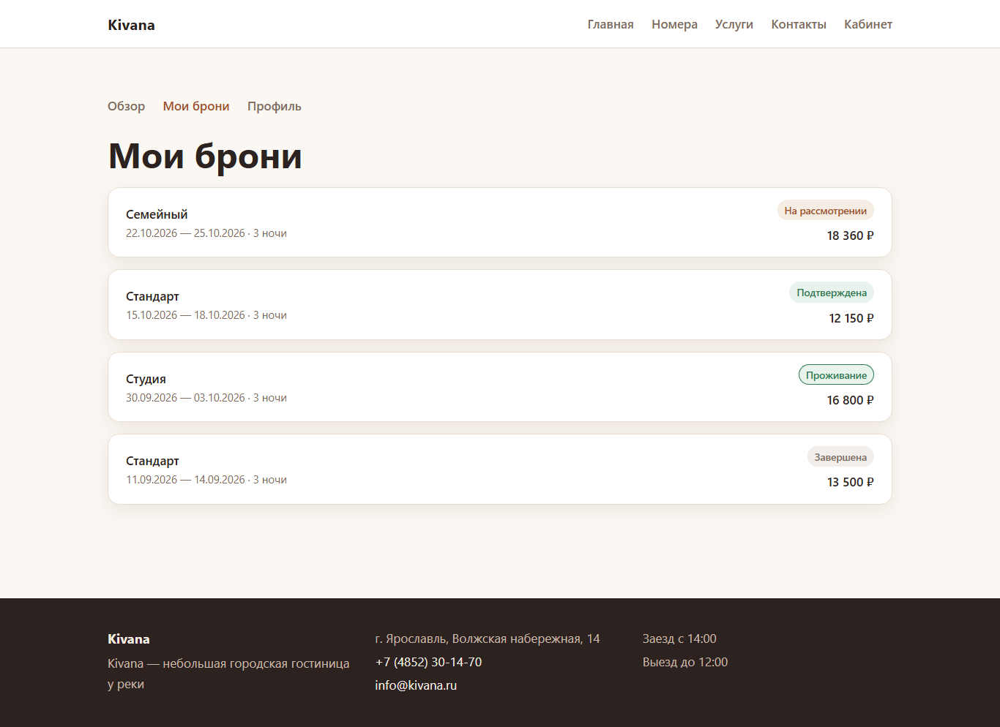 Kivana
Главная Номера Услуги Контакты Кабинет
Обзор Мои брони Профиль
Мои брони
Семейный
22.10.2026 — 25.10.2026 · 3 ночи
На рассмотрении
18 360 ₽
Стандарт
15.10.2026 — 18.10.2026 · 3 ночи
Подтверждена
12 150 ₽
Студия
30.09.2026 — 03.10.2026 · 3 ночи
Проживание
16 800 ₽
Стандарт
11.09.2026 — 14.09.2026 · 3 ночи
Завершена
13 500 ₽
Kivana
Kivana — небольшая городская гостиница
у реки
г. Ярославль, Волжская набережная, 14
+7 (4852) 30-14-70
info@kivana.ru
Заезд с 14:00
Выезд до 12:00